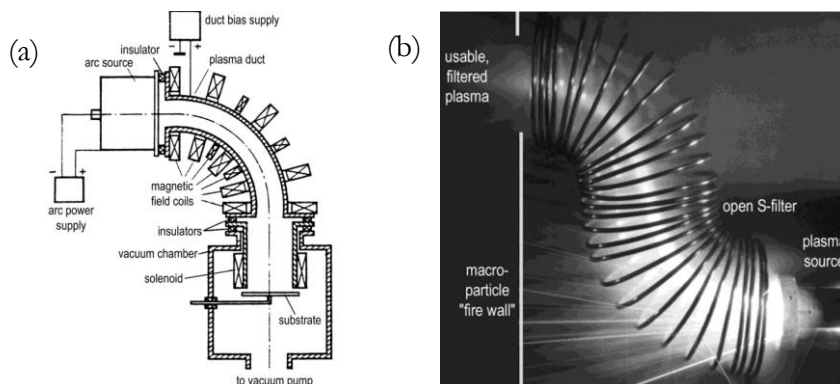 (a)
duct bias supply
- +
insulator
arc source
plasma duct
- +
arc power
supply
magnetic
field coils
insulators
vacuum chamber
solenoid
substrate
to vacuum pump
(b)
usable,
filtered
plasma
open S-filter
plasma
source
macro-
particle
"fire wall"